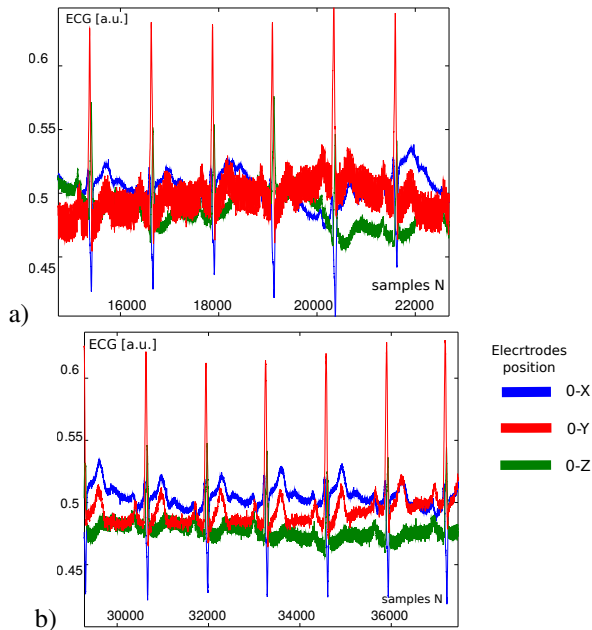 ECG [a.u.]
0.6
0.55
0.5
0.45
samples N
16000 18000 20000 22000
a)
ECG [a.u.]
0.6
0.55
0.5
0.45
samples N
30000 32000 34000 36000
b)
Elecrtrodes
position
0-X
0-Y
0-Z